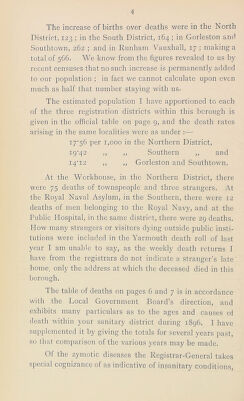 4
The increase of births over deaths were in the North
District, 123; in the South District, 164; in Gorleston and
Southtown, 262; and in Runham Vauxhall, 17; making a
total of 566. We know from the figures revealed to us by
recent censuses that no such increase is permanently added
to our population; in fact we cannot calculate upon even
much as half that number staying with us.
The estimated population I have apportioned to each
of the three registration districts within this borough is
given in the official table on page 9, and the death rates
arising in the same localities were as under :—
17·56 per 1,000 in the Northern District,
19·42 „ „ Southern „ and
14·12 „ „ Gorleston and Southtown.
At the Workhouse, in the Northern District, there
were 75 deaths of townspeople and three strangers. At
the Royal Naval Asylum, in the Southern, there were 12
deaths of men belonging to the Royal Navy, and at the
Public Hospital, in the same district, there were 29 deaths.
How many strangers or visitors dying outside public insti-
tutions were included in the Yarmouth death roll of last
year I am unable to say, as the weekly death returns I
have from the registrars do not indicate a stranger's late
home, only the address at which the deceased died in this
borough.
The table of deaths on pages 6 and 7 is in accordance
with the Local Government Board's direction, and
exhibits many particulars as to the ages and causes of
death within your sanitary district during 1896. I have
supplemented it by giving the totals for several years past,
so that comparison of the various years may be made.
Of the zymotic diseases the Registrar-General takes
special cognizance of as indicative of insanitary conditions,